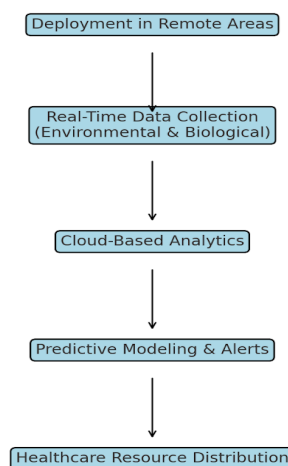 Deployment in Remote Areas
Real-Time Data Collection
(Environmental & Biological)
Cloud-Based Analytics
Predictive Modeling & Alerts
Healthcare Resource Distribution